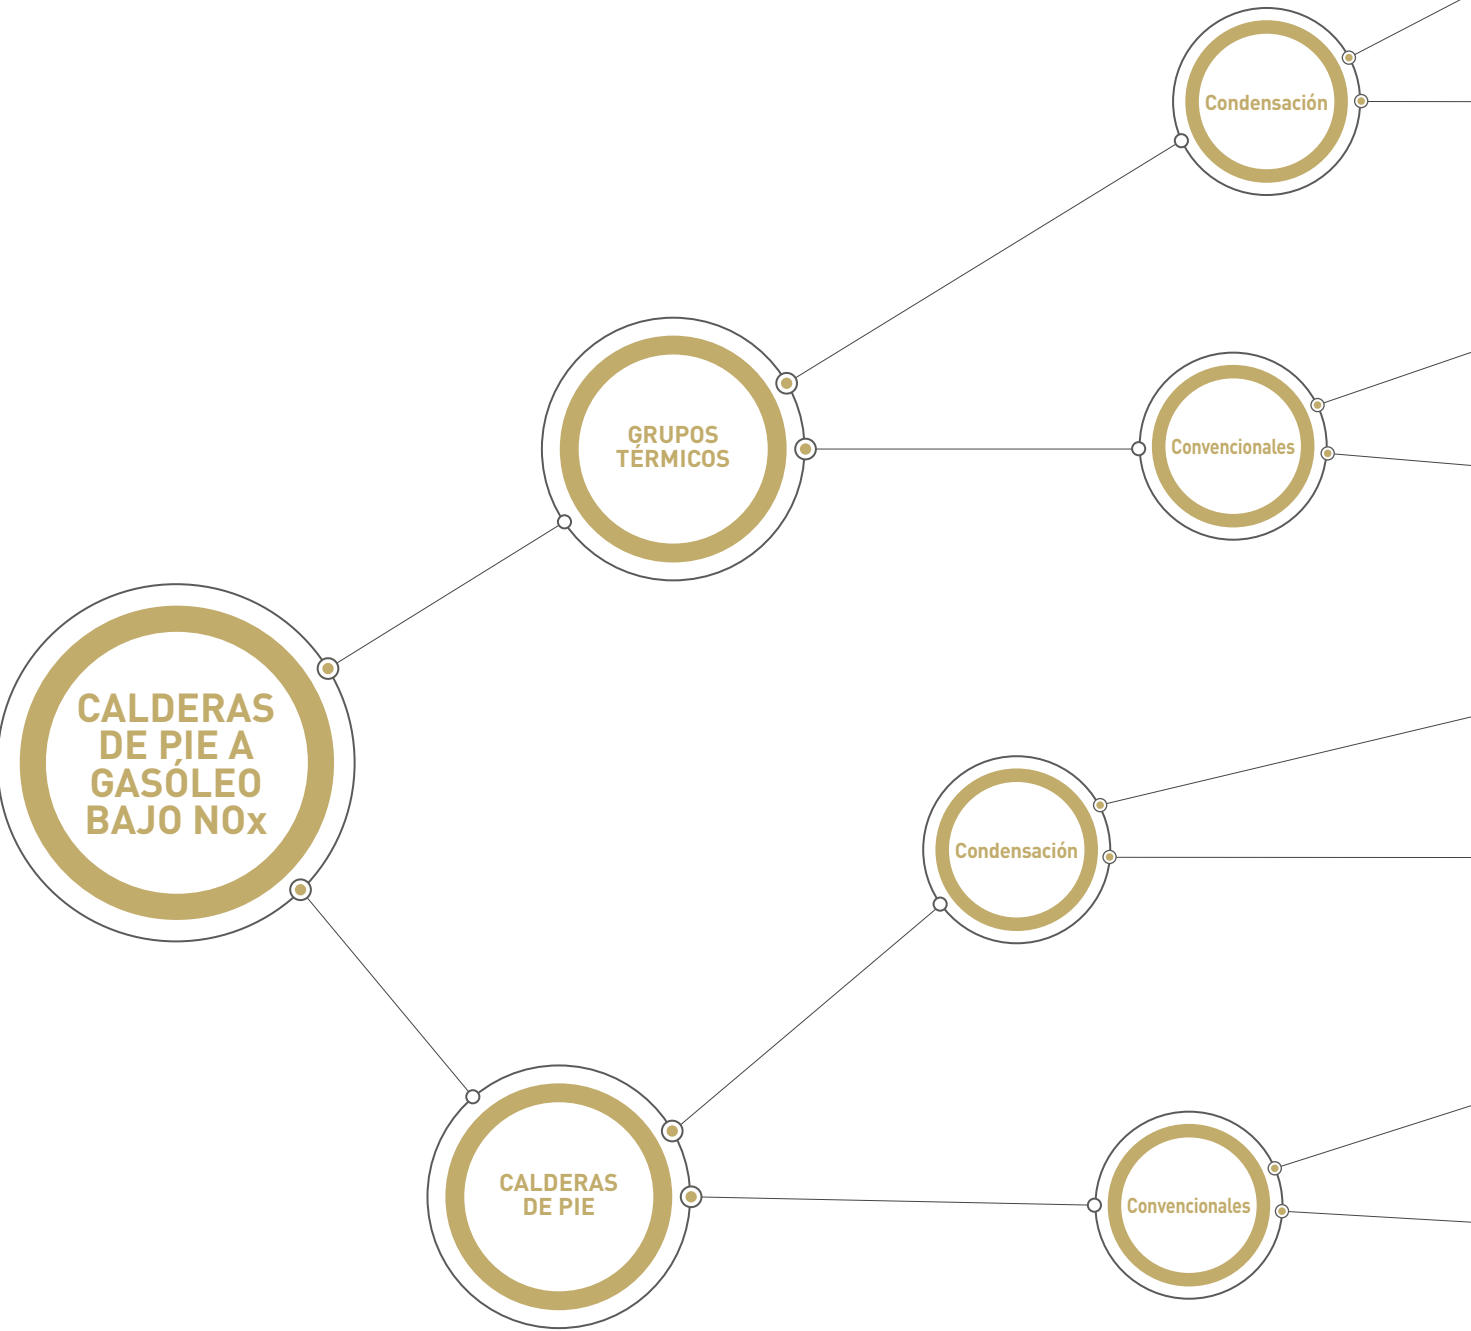 Condensación
GRUPOS
TÉRMICOS
Convencionales
CALDERAS
DE PIE A
GASÓLEO
BAJO NOx
Condensación
CALDERAS
DE PIE
Convencionales